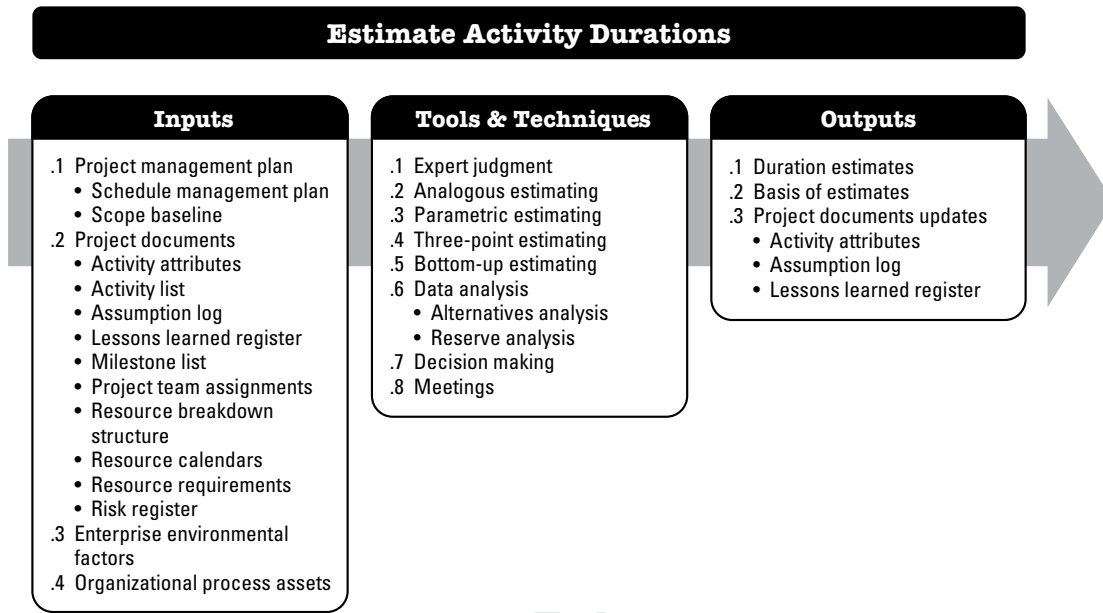 Estimate Activity Durations
Inputs
.1 Project management plan
• Schedule management plan
• Scope baseline
.2 Project documents
• Activity attributes
• Activity list
• Assumption log
• Lessons learned register
• Milestone list
• Project team assignments
• Resource breakdown
structure
• Resource calendars
• Resource requirements
• Risk register
.3 Enterprise environmental
factors
.4 Organizational process assets
Tools & Techniques
.1 Expert judgment
.2 Analogous estimating
.3 Parametric estimating
.4 Three-point estimating
.5 Bottom-up estimating
.6 Data analysis
• Alternatives analysis
• Reserve analysis
.7 Decision making
.8 Meetings
Outputs
.1 Duration estimates
.2 Basis of estimates
.3 Project documents updates
• Activity attributes
• Assumption log
• Lessons learned register